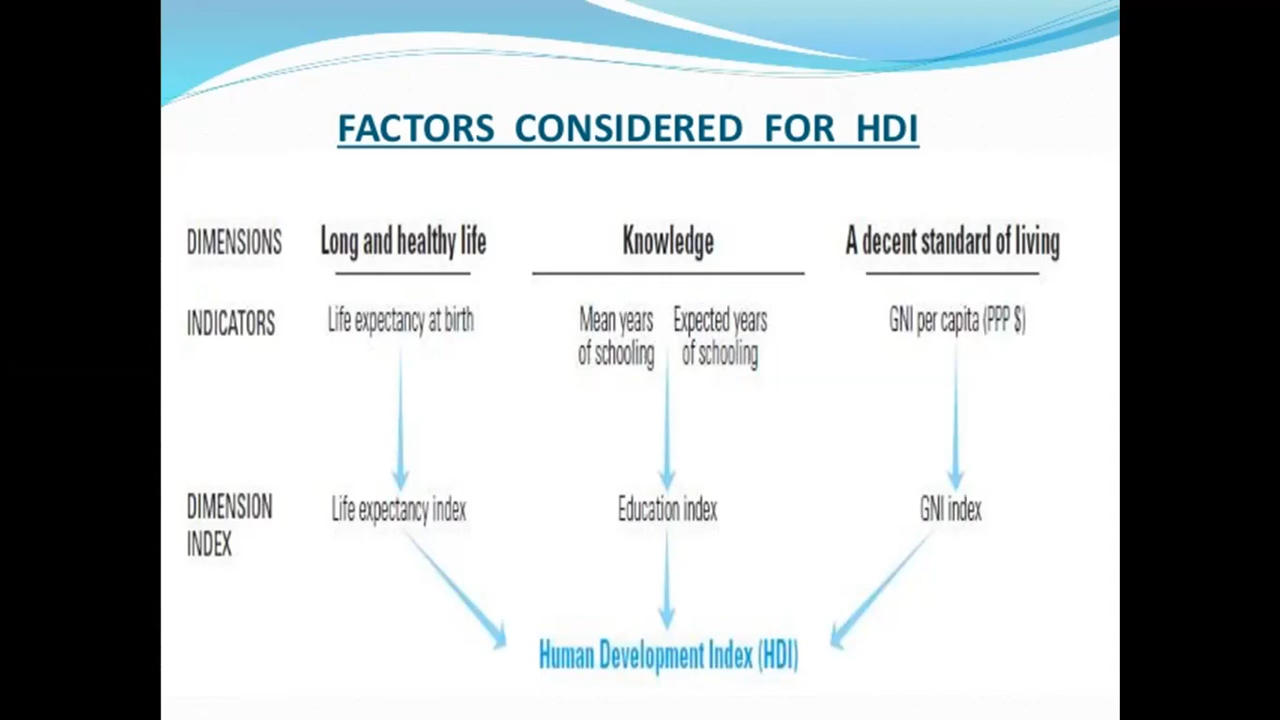 FACTORS CONSIDERED FOR HDI
DIMENSIONS Long and healthy life Knowledge A decent standard of living
INDICATORS Life expectancy at birth Mean years of schooling Expected years of schooling GNI per capita (PPP $)
DIMENSION INDEX Life expectancy index Education index GNI index
Human Development Index (HDI)